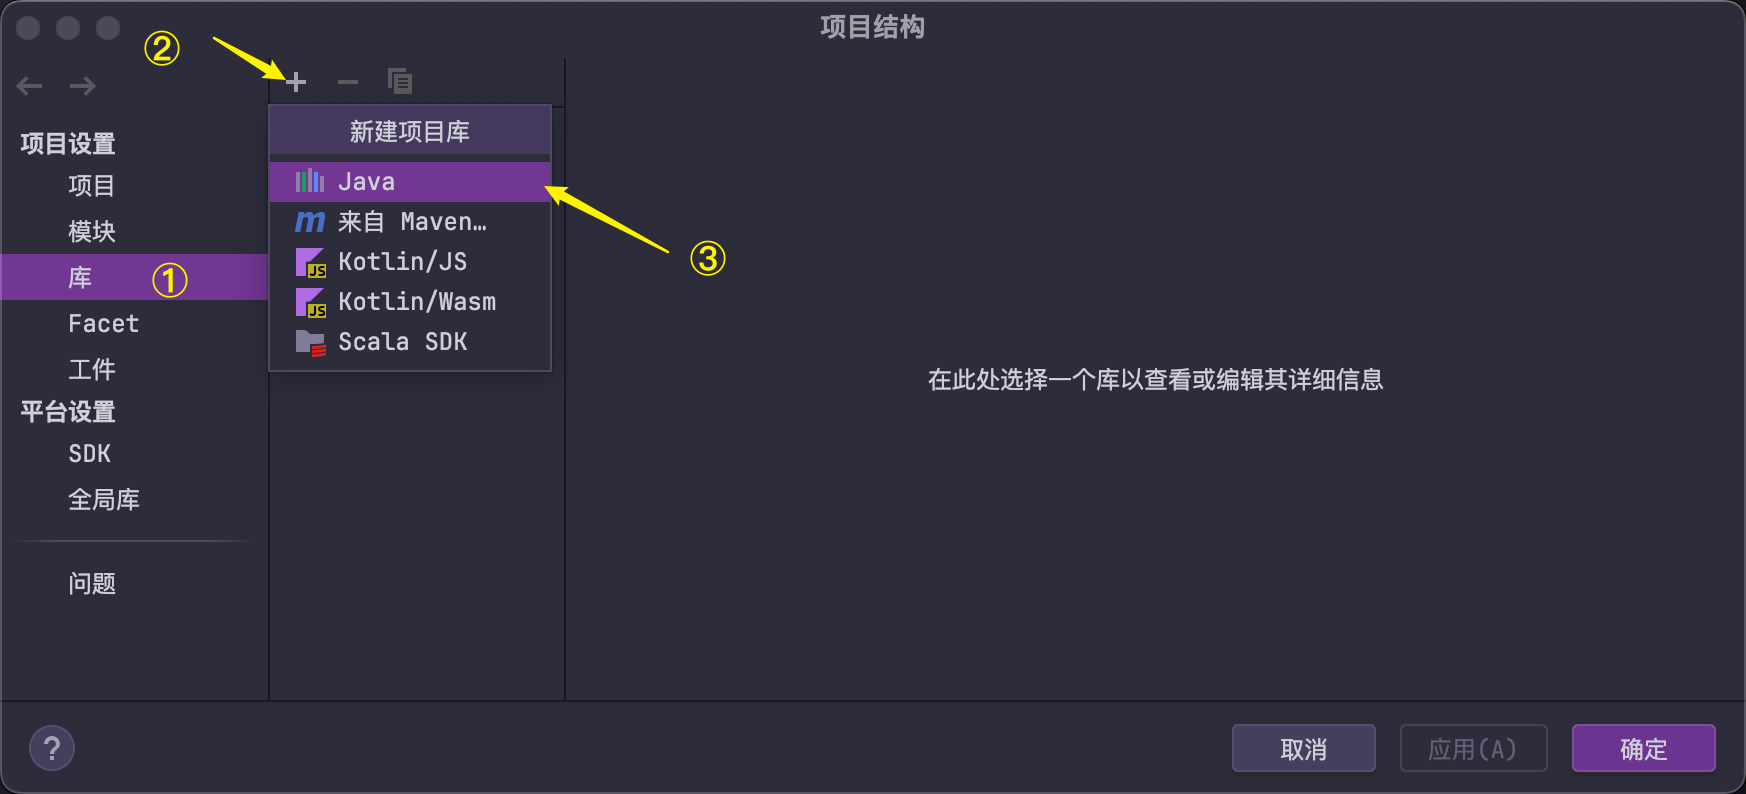 项目结构
②
项目设置
项目
模块
库 ①
Facet
工件
平台设置
SDK
全局库
问题
新建项目库
Java
m 来自 Maven…
JS Kotlin/JS
JS Kotlin/Wasm
Scala SDK
③
在此处选择一个库以查看或编辑其详细信息
?
取消
应用(A)
确定